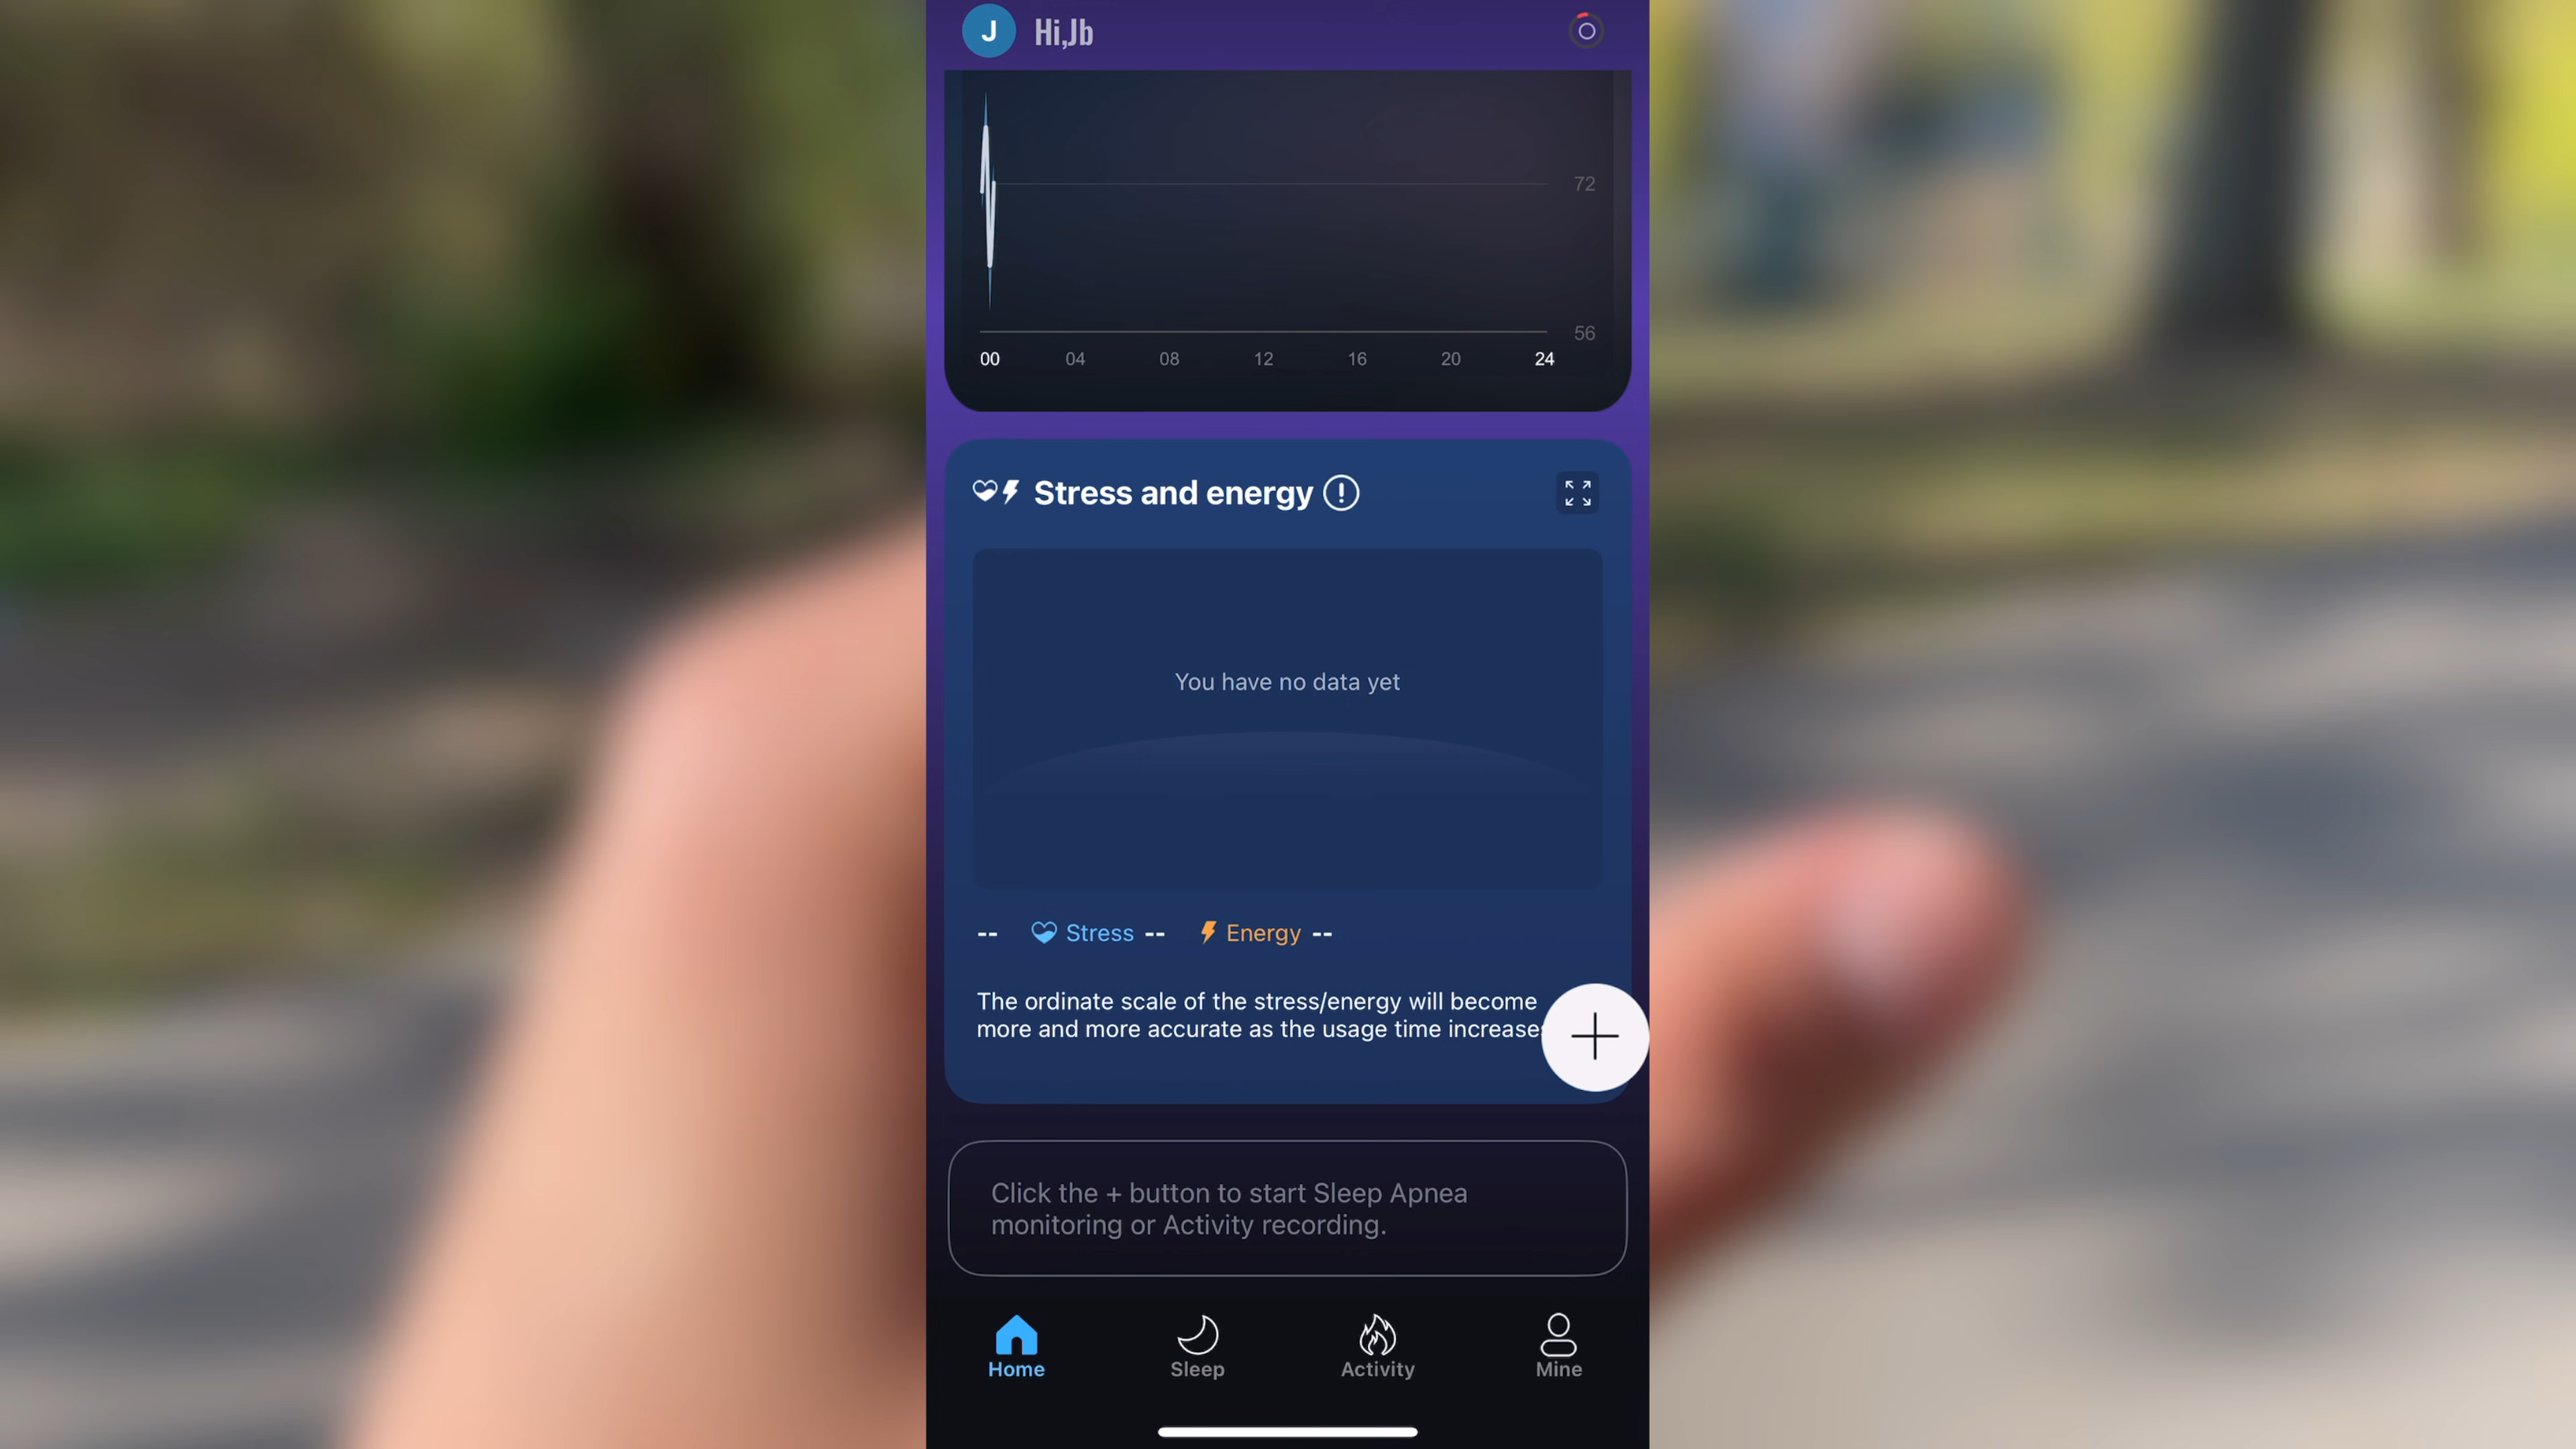 J Hi,Jb
72
56
00 04 08 12 16 20 24
Stress and energy
You have no data yet
-- Stress -- Energy --
The ordinate scale of the stress/energy will become
more and more accurate as the usage time increases
Click the + button to start Sleep Apnea
monitoring or Activity recording.
Home Sleep Activity Mine